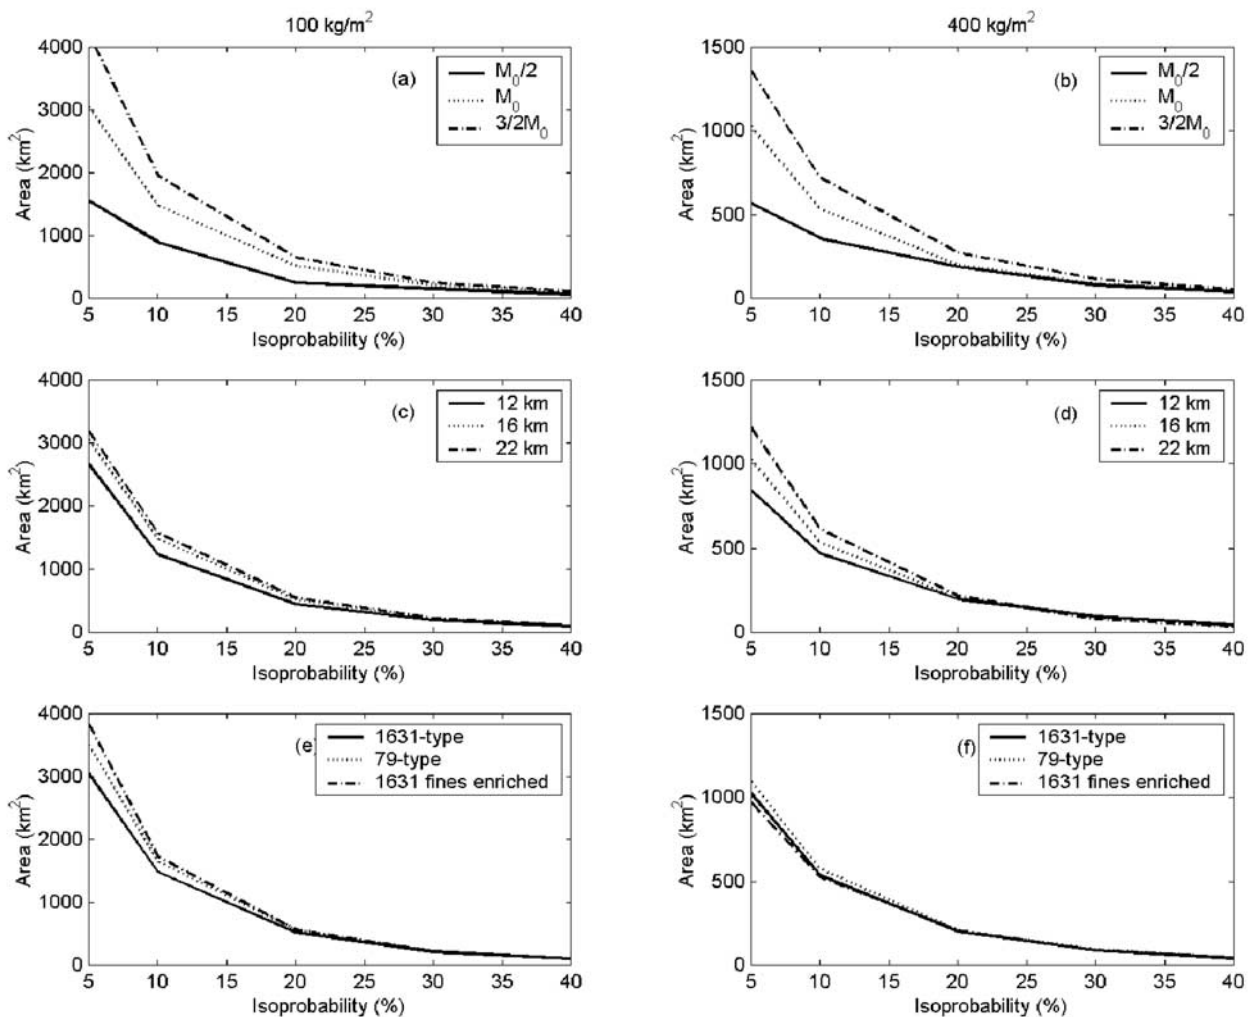 100 kg/m²
400 kg/m²
4000
3000
2000
1000
0
Area (km²)
(a)
M₀/2
M₀
3/2M₀
5 10 15 20 25 30 35 40
Isoprobability (%)
1500
1000
500
0
Area (km²)
(b)
M₀/2
M₀
3/2M₀
5 10 15 20 25 30 35 40
Isoprobability (%)
4000
3000
2000
1000
0
Area (km²)
(c)
12 km
16 km
22 km
5 10 15 20 25 30 35 40
Isoprobability (%)
1500
1000
500
0
Area (km²)
(d)
12 km
16 km
22 km
5 10 15 20 25 30 35 40
Isoprobability (%)
4000
3000
2000
1000
0
Area (km²)
(e)
1631-type
79-type
1631 fines enriched
5 10 15 20 25 30 35 40
Isoprobability (%)
1500
1000
500
0
Area (km²)
(f)
1631-type
79-type
1631 fines enriched
5 10 15 20 25 30 35 40
Isoprobability (%)